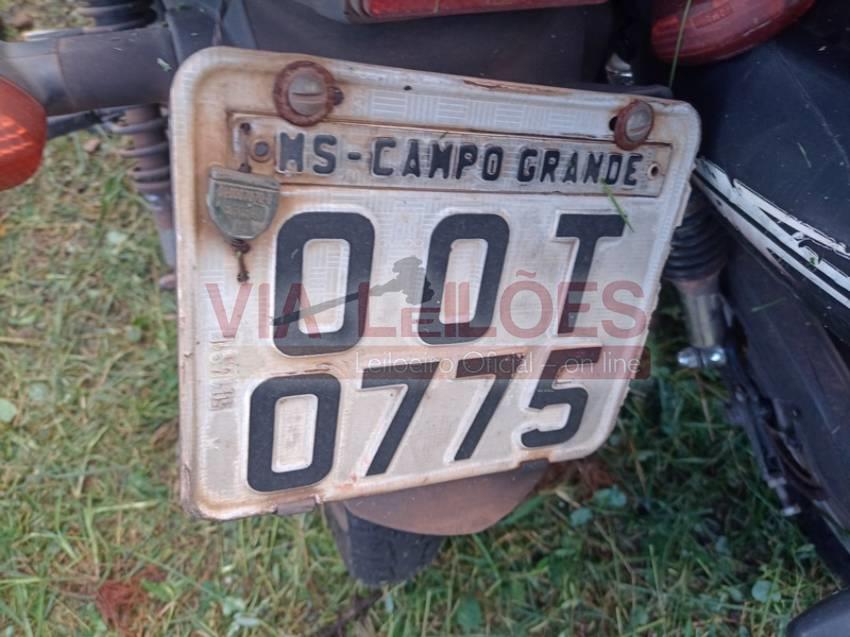 MS-CAMPO GRANDE
OOT
0775
VIA LEILÕES
Leiloeiro Oficial – on line